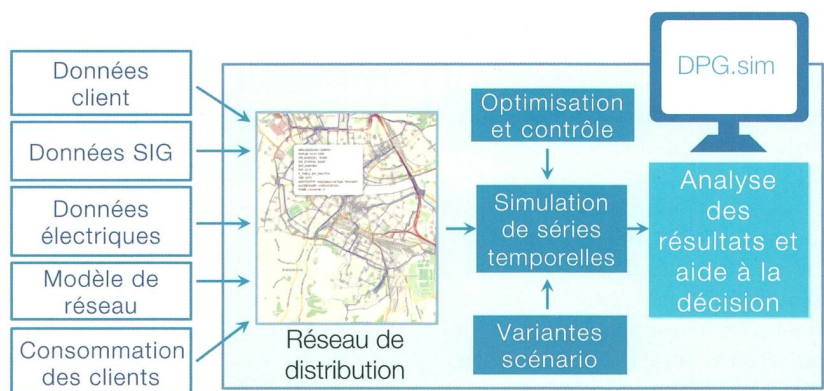 Données
client
Données SIG
Données
électriques
Modèle de
réseau
Consommation
des clients
Réseau de
distribution
Optimisation
et contrôle
Simulation
de séries
temporelles
Variantes
scénario
DPG.sim
Analyse
des
résultats et
aide à la
décision